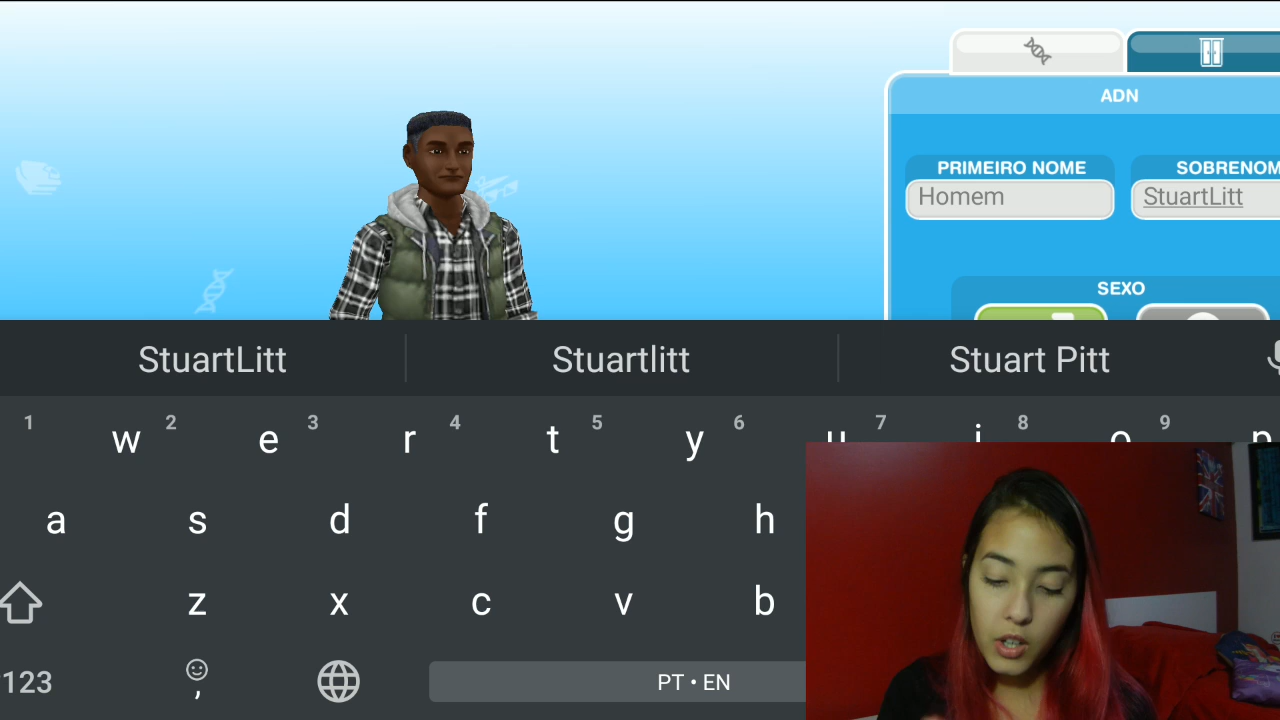 ADN
PRIMEIRO NOME
SOBRENOM
Homem
StuartLitt
SEXO
StuartLitt
Stuartlitt
Stuart Pitt
1 2 3 4 5 6 7 8 9
w e r t y u i o p
a s d f g h
z x c v b
123 , PT • EN